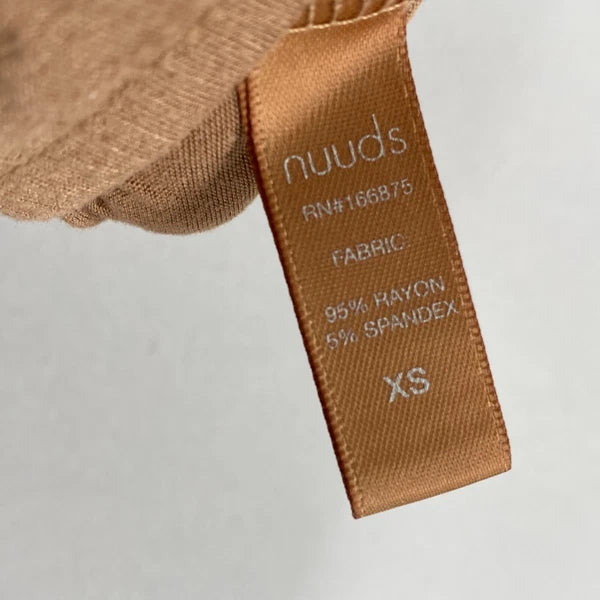 nuuds
RN#166875
FABRIC:
95% RAYON
5% SPANDEX
XS